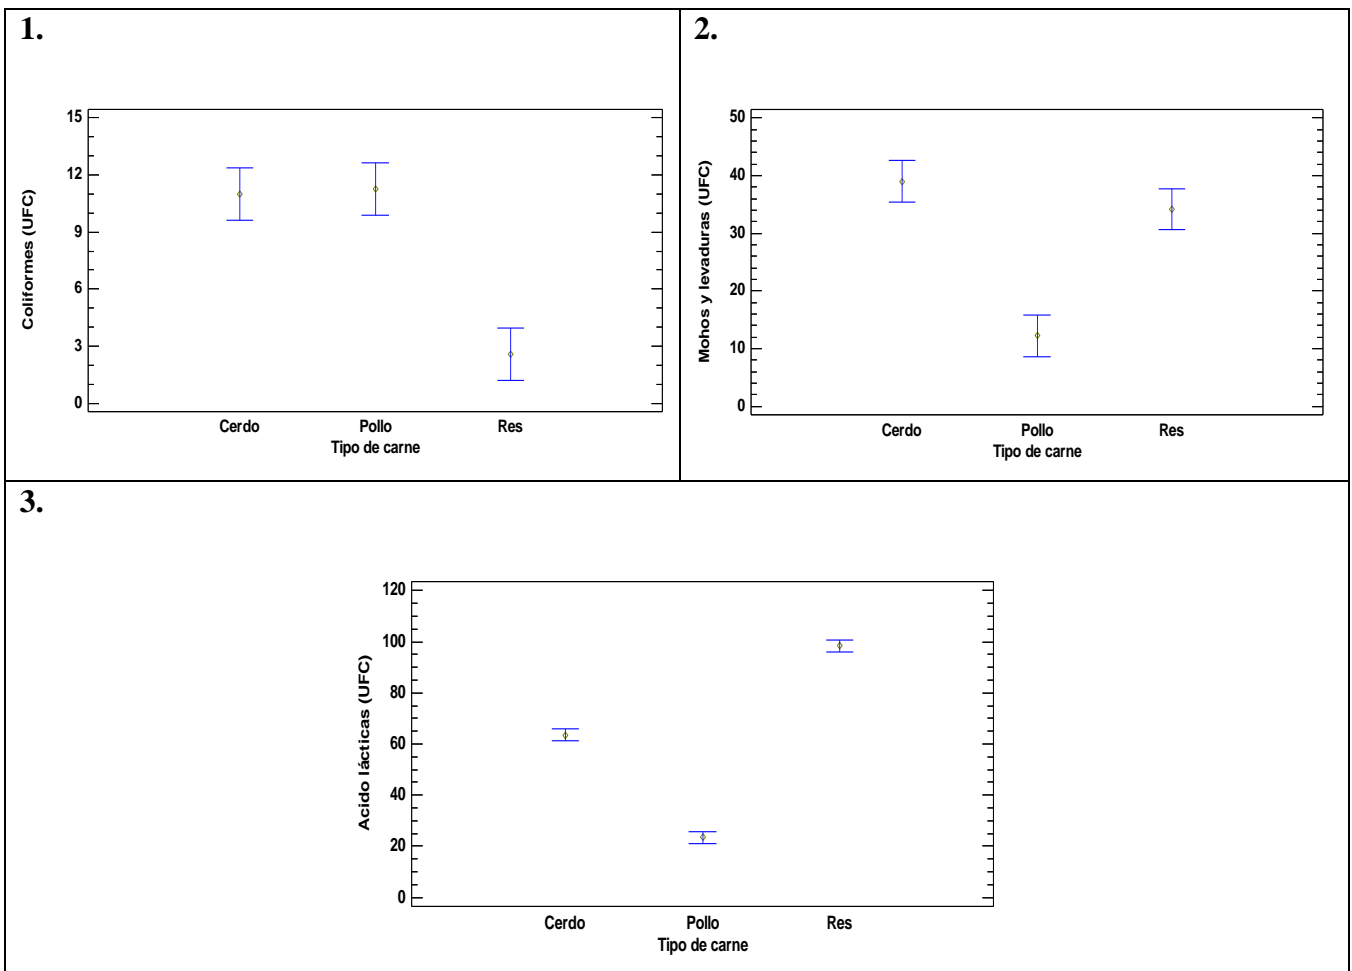 1.
15
12
9
6
3
0
Coliformes (UFC)
Cerdo Pollo Res
Tipo de carne
2.
50
40
30
20
10
0
Mohos y levaduras (UFC)
Cerdo Pollo Res
Tipo de carne
3.
120
100
80
60
40
20
0
Acido lácticas (UFC)
Cerdo Pollo Res
Tipo de carne